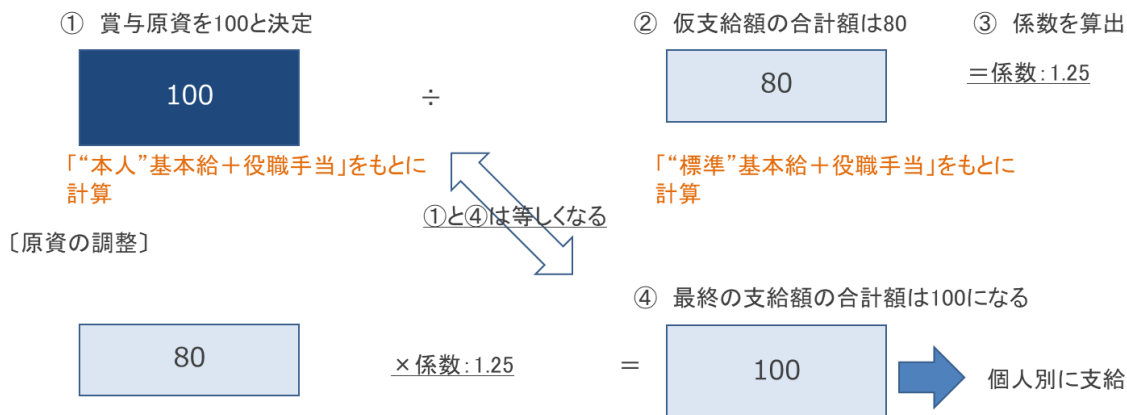 ① 賞与原資を100と決定
② 仮支給額の合計額は80
③ 係数を算出
100
÷
80
＝係数：1.25
「“本人”基本給＋役職手当」をもとに
計算
「“標準”基本給＋役職手当」をもとに
計算
①と④は等しくなる
〔原資の調整〕
④ 最終の支給額の合計額は100になる
80
×係数：1.25
＝
100
個人別に支給